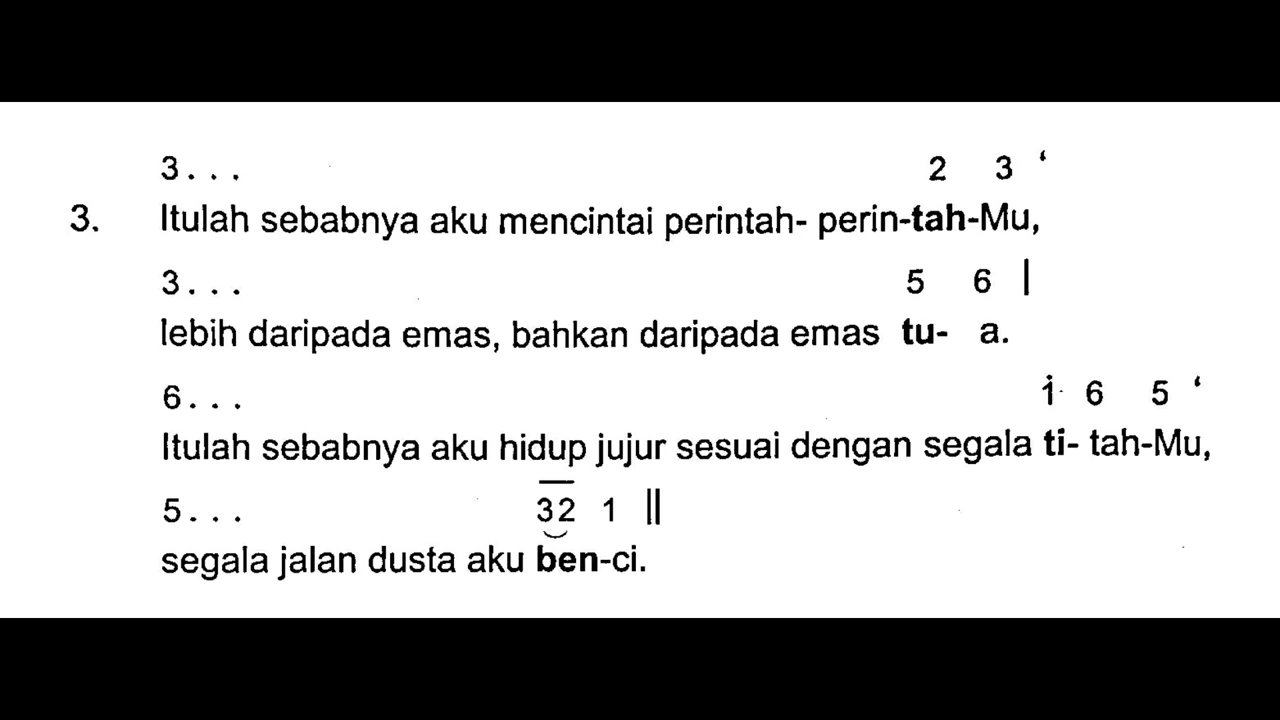 3... 2 3 ‘
3. Itulah sebabnya aku mencintai perintah- perin-tah-Mu,
3... 5 6 |
lebih daripada emas, bahkan daripada emas tu- a.
6... i 6 5 ‘
Itulah sebabnya aku hidup jujur sesuai dengan segala ti- tah-Mu,
5... 32 1 ||
segala jalan dusta aku ben-ci.